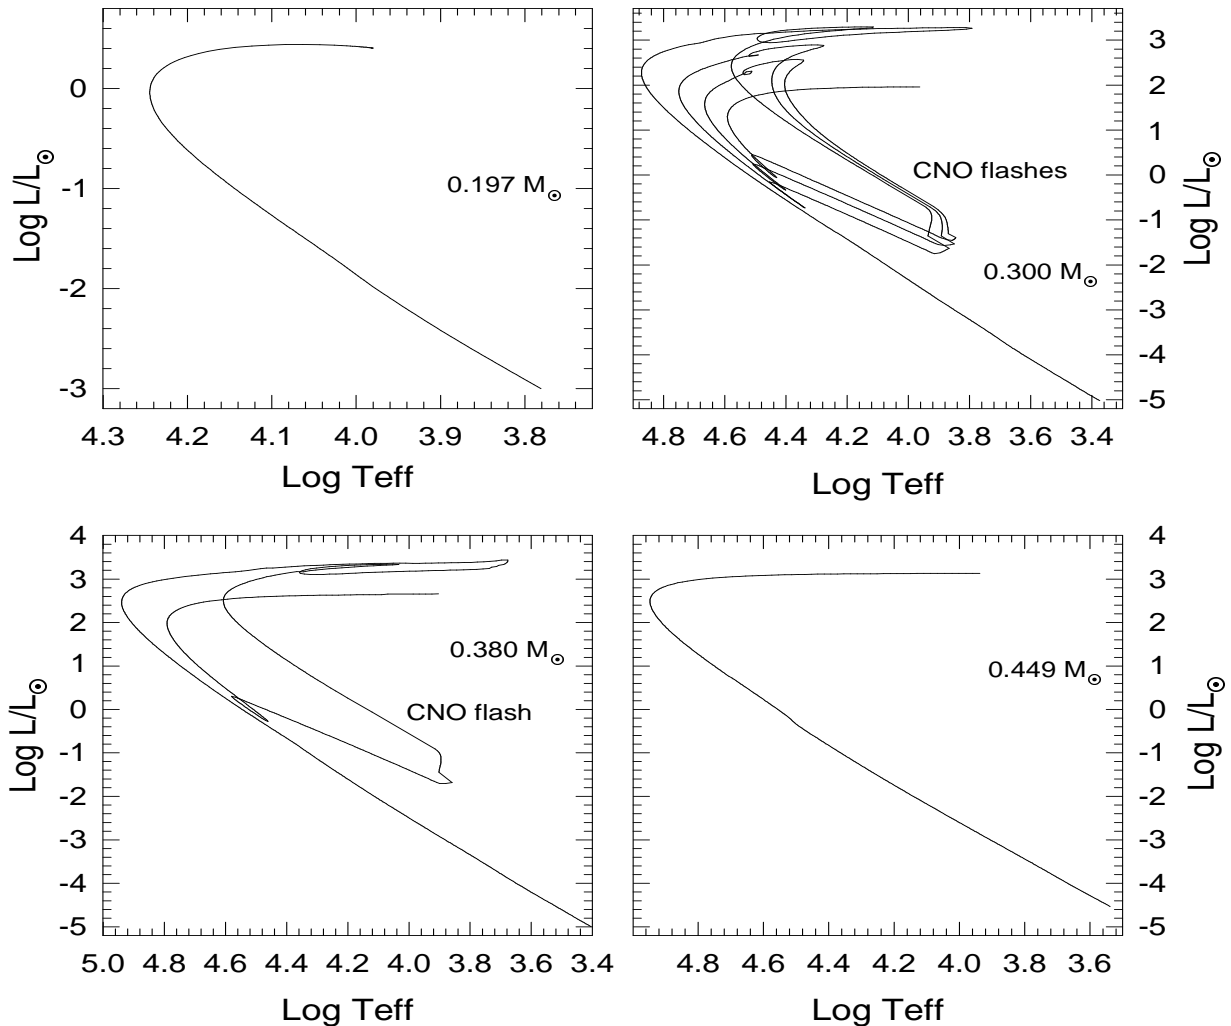 0
-1
-2
-3
Log L/L☉
0.197 M☉
4.3 4.2 4.1 4.0 3.9 3.8
Log Teff
3
2
1
0
-1
-2
-3
-4
-5
Log L/L☉
CNO flashes
0.300 M☉
4.8 4.6 4.4 4.2 4.0 3.8 3.6 3.4
Log Teff
4
3
2
1
0
-1
-2
-3
-4
-5
Log L/L☉
0.380 M☉
CNO flash
5.0 4.8 4.6 4.4 4.2 4.0 3.8 3.6 3.4
Log Teff
4
3
2
1
0
-1
-2
-3
-4
-5
Log L/L☉
0.449 M☉
4.8 4.6 4.4 4.2 4.0 3.8 3.6
Log Teff